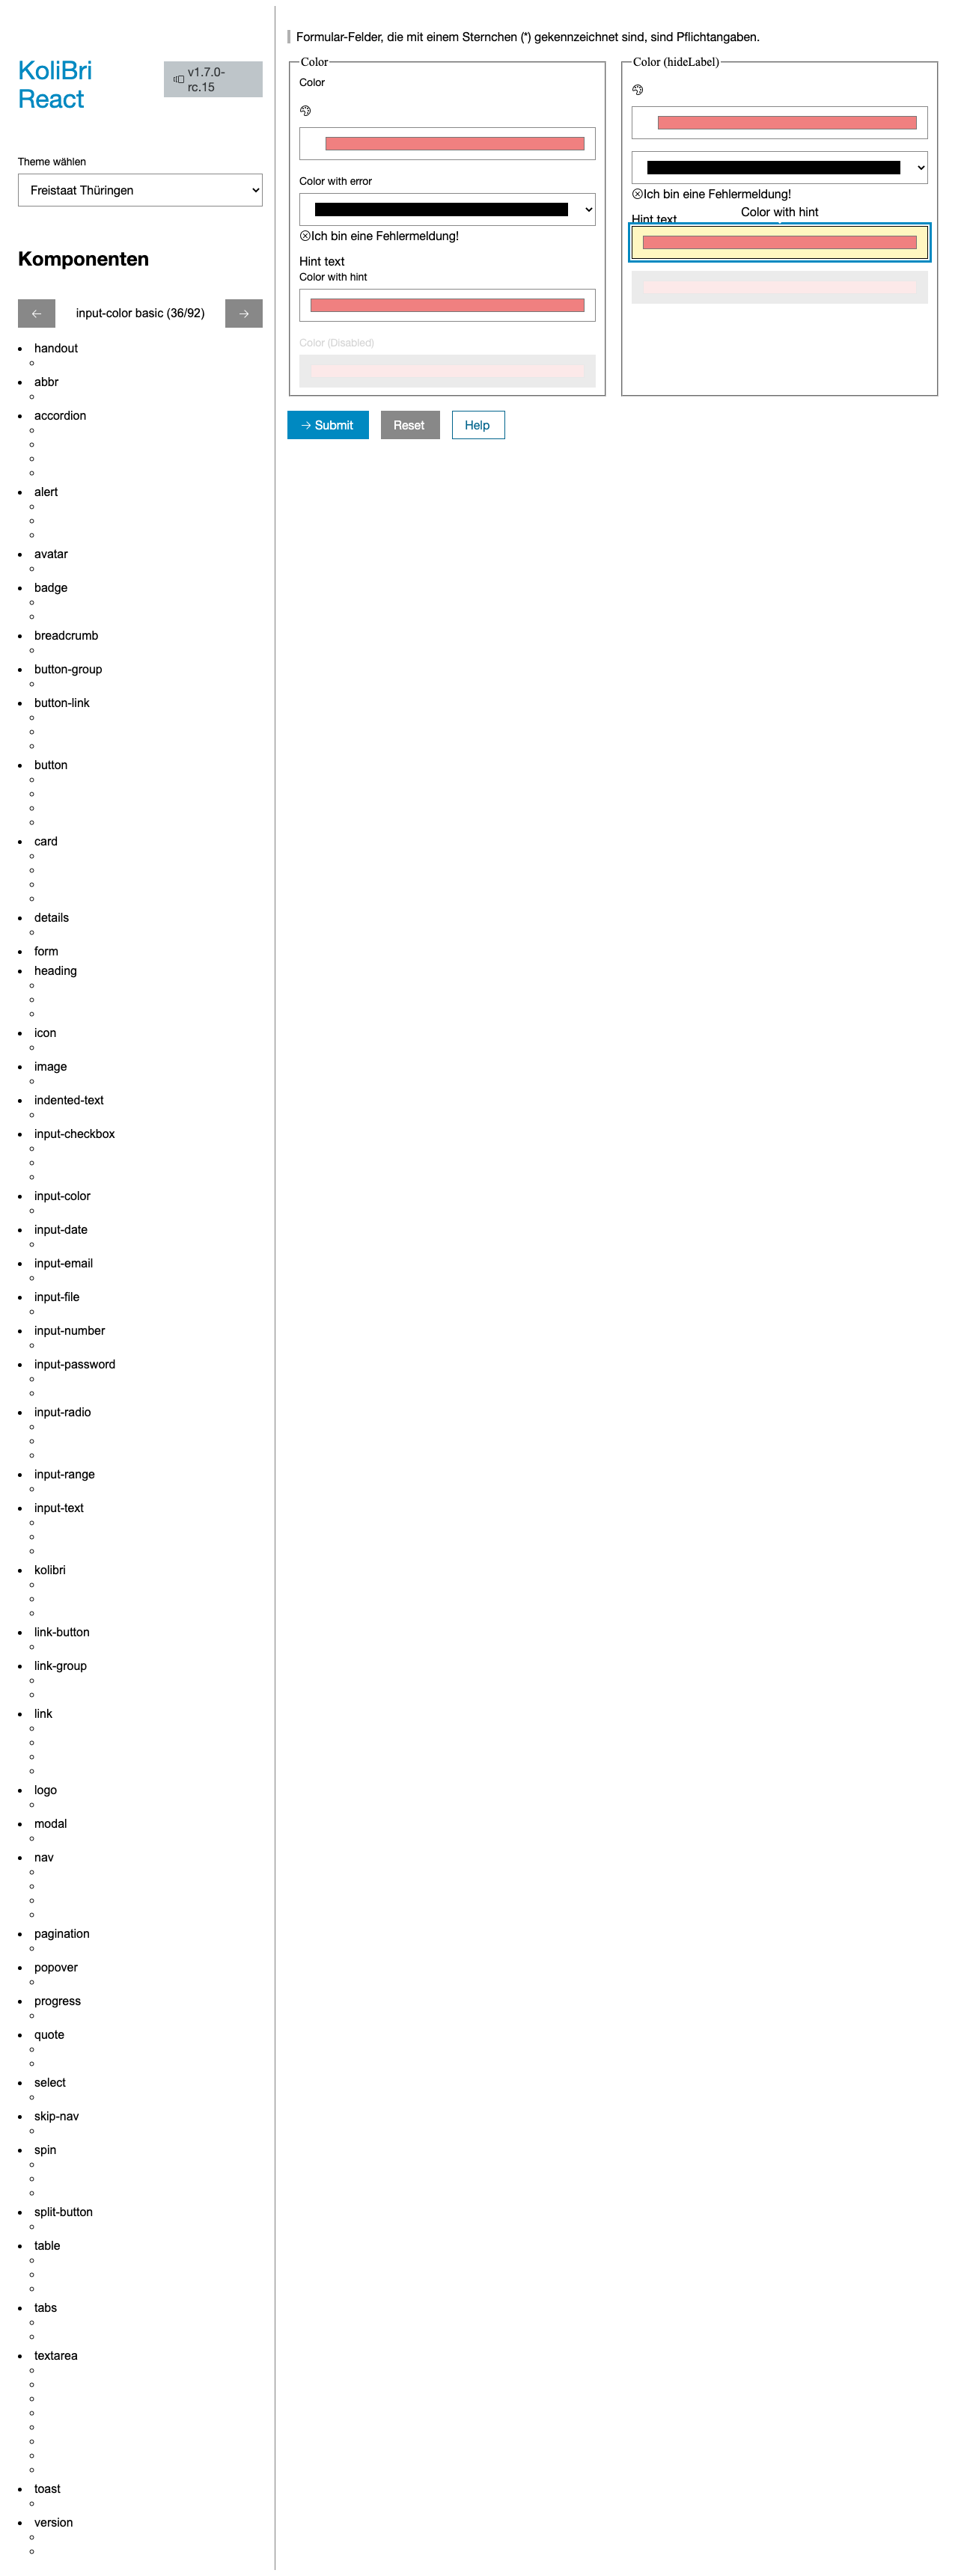 KoliBri
React
v1.7.0-
rc.15
Theme wählen
Freistaat Thüringen
Komponenten
input-color basic (36/92)
handout
abbr
accordion
alert
avatar
badge
breadcrumb
button-group
button-link
button
card
details
form
heading
icon
image
indented-text
input-checkbox
input-color
input-date
input-email
input-file
input-number
input-password
input-radio
input-range
input-text
kolibri
link-button
link-group
link
logo
modal
nav
pagination
popover
progress
quote
select
skip-nav
spin
split-button
table
tabs
textarea
toast
version
Formular-Felder, die mit einem Sternchen (*) gekennzeichnet sind, sind Pflichtangaben.
Color
Color
Color with error
Ich bin eine Fehlermeldung!
Hint text
Color with hint
Color (Disabled)
Color (hideLabel)
Ich bin eine Fehlermeldung!
Color with hint
Hint text
Submit
Reset
Help